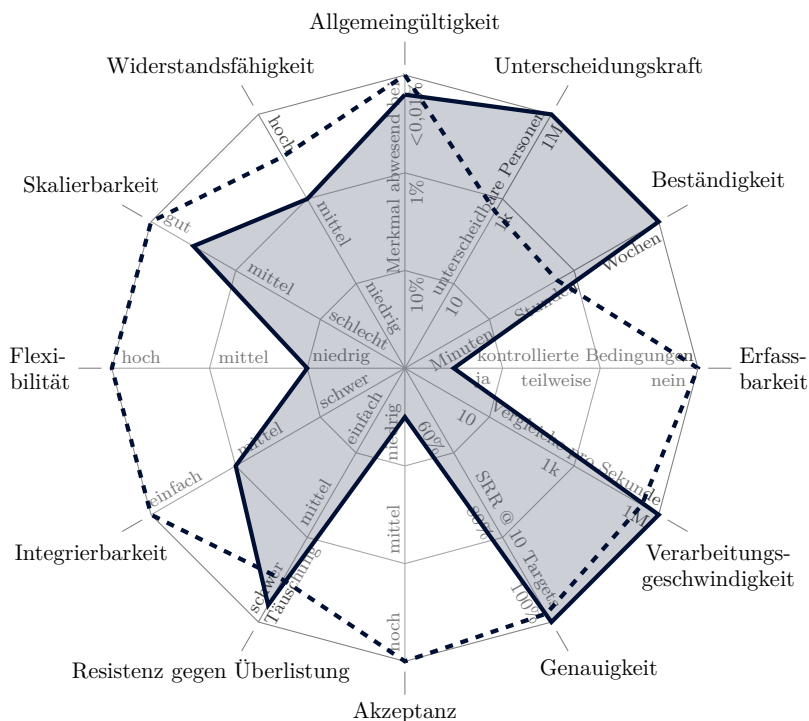 Allgemeingültigkeit
Widerstandsfähigkeit
Unterscheidungskraft
Skalierbarkeit
Beständigkeit
Flexi-
bilität
Erfass-
barkeit
Integrierbarkeit
Verarbeitungs-
geschwindigkeit
Resistenz gegen Überlistung
Genauigkeit
Akzeptanz
Merkmal abwesend bei
<0,01%
1%
10%
unterscheidbare Personen
1M
1k
10
Wochen
Stunden
Minuten
kontrollierte Bedingungen
ja
teilweise
nein
Vergleiche pro Sekunde
10
1k
1M
SRR @ 10 Targets
60%
100%
niedrig
mittel
hoch
einfach
mittel
schwer
Täuschung
schwer
mittel
einfach
niedrig
mittel
hoch
schlecht
mittel
gut
niedrig
mittel
hoch